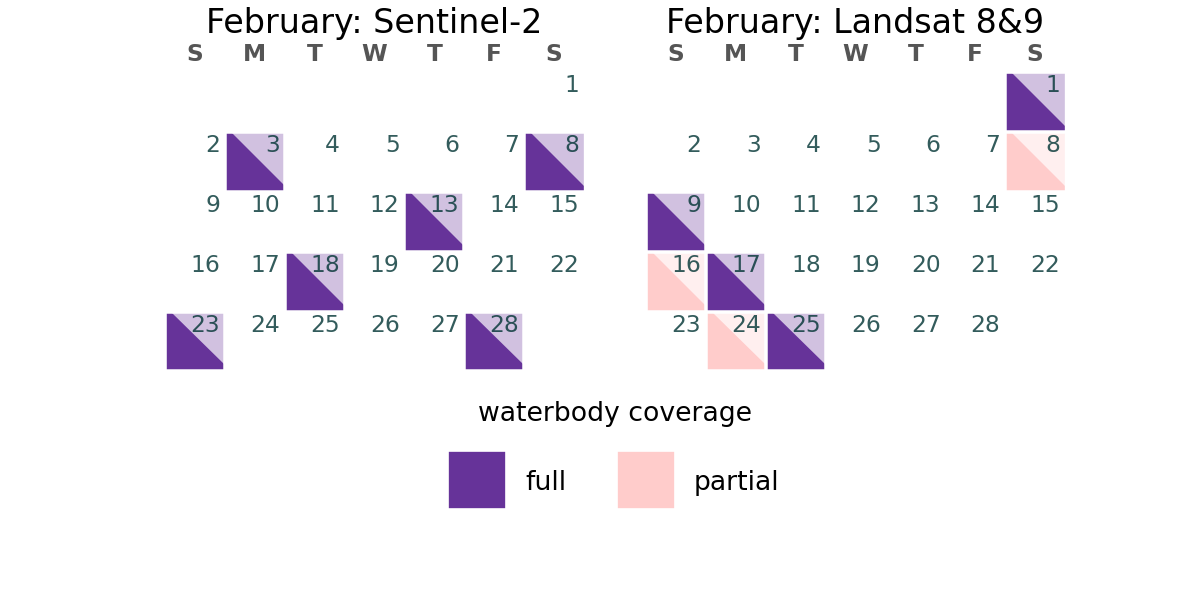 February: Sentinel-2
S M T W T F S
1
2 3 4 5 6 7 8
9 10 11 12 13 14 15
16 17 18 19 20 21 22
23 24 25 26 27 28
February: Landsat 8&9
S M T W T F S
1
2 3 4 5 6 7 8
9 10 11 12 13 14 15
16 17 18 19 20 21 22
23 24 25 26 27 28
waterbody coverage
full
partial